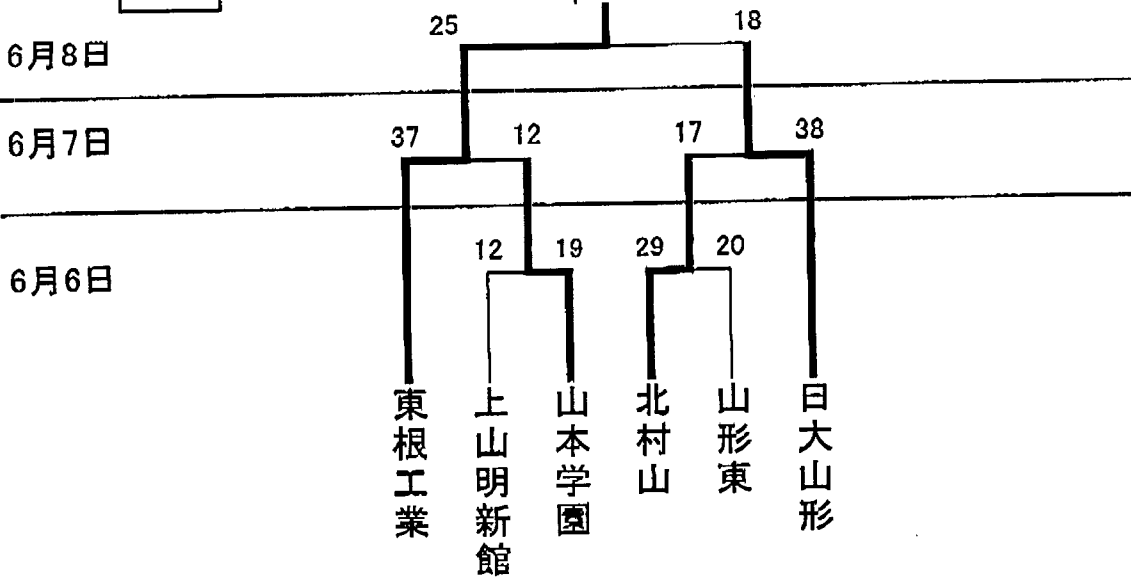 25
18
6月8日
37
12
17
38
6月7日
12
19
29
20
6月6日
東根工業
上山明新館
山本学園
北村山
山形東
日大山形